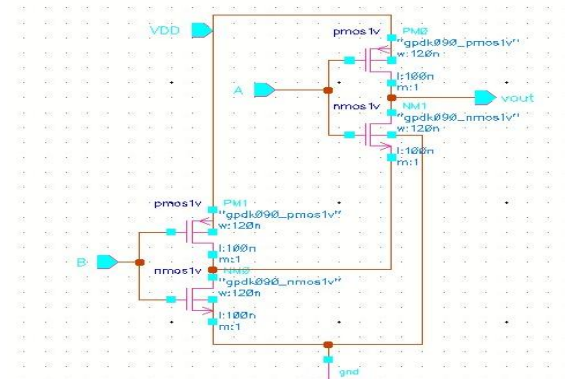 VDD
pmos1v PM0
"gpdk090_pmos1v"
w:120n
l:100n
m:1
A
vout
nmos1v NM1
"gpdk090_nmos1v"
w:120n
l:100n
m:1
pmos1v PM1
"gpdk090_pmos1v"
w:120n
l:100n
m:1
B
nmos1v NM0
"gpdk090_nmos1v"
w:120n
l:100n
m:1
gnd